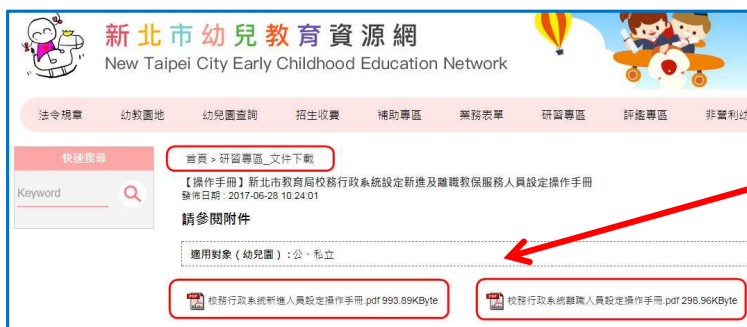 新北市幼兒教育資源網
New Taipei City Early Childhood Education Network
法令規章 幼教園地 幼兒園查詢 招生收費 補助專區 業務表單 研習專區 評鑑專區 非營利幼
快速搜尋
首頁 > 研習專區_文件下載
Keyword
【操作手冊】新北市教育局校務行政系統設定新進及離職教保服務人員設定操作手冊
發佈日期 : 2017-06-28 10:24:01
請參閱附件
適用對象 ( 幼兒園 ) : 公、私立
校務行政系統新進人員設定操作手冊.pdf 993.89KByte
校務行政系統離職人員設定操作手冊.pdf 298.96KByte